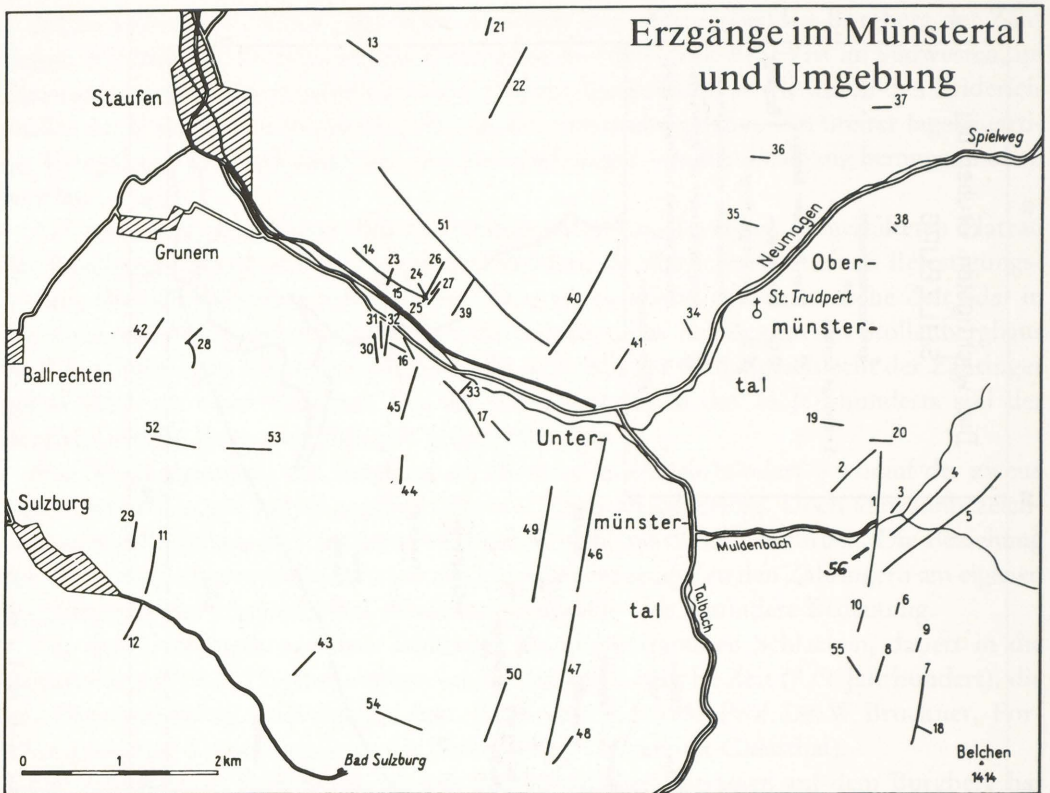 Erzgänge im Münstertal
und Umgebung
21
13
22
Staufen
37
Spielweg
36
51
35
Neumagen
38
Grunern
14
23
26
Ober-
24
27
15
25
39
40
St. Trudpert
münster-
34
42
28
31
32
30
16
41
Ballrechten
33
tal
45
17
19
20
52
53
Unter-
2
4
44
1
3
5
Sulzburg
29
11
49
46
münster-
Muldenbach
56
12
tal
Talbach
10
6
9
43
55
8
7
50
47
54
48
18
Belchen
1414
0
1
2 km
Bad Sulzburg